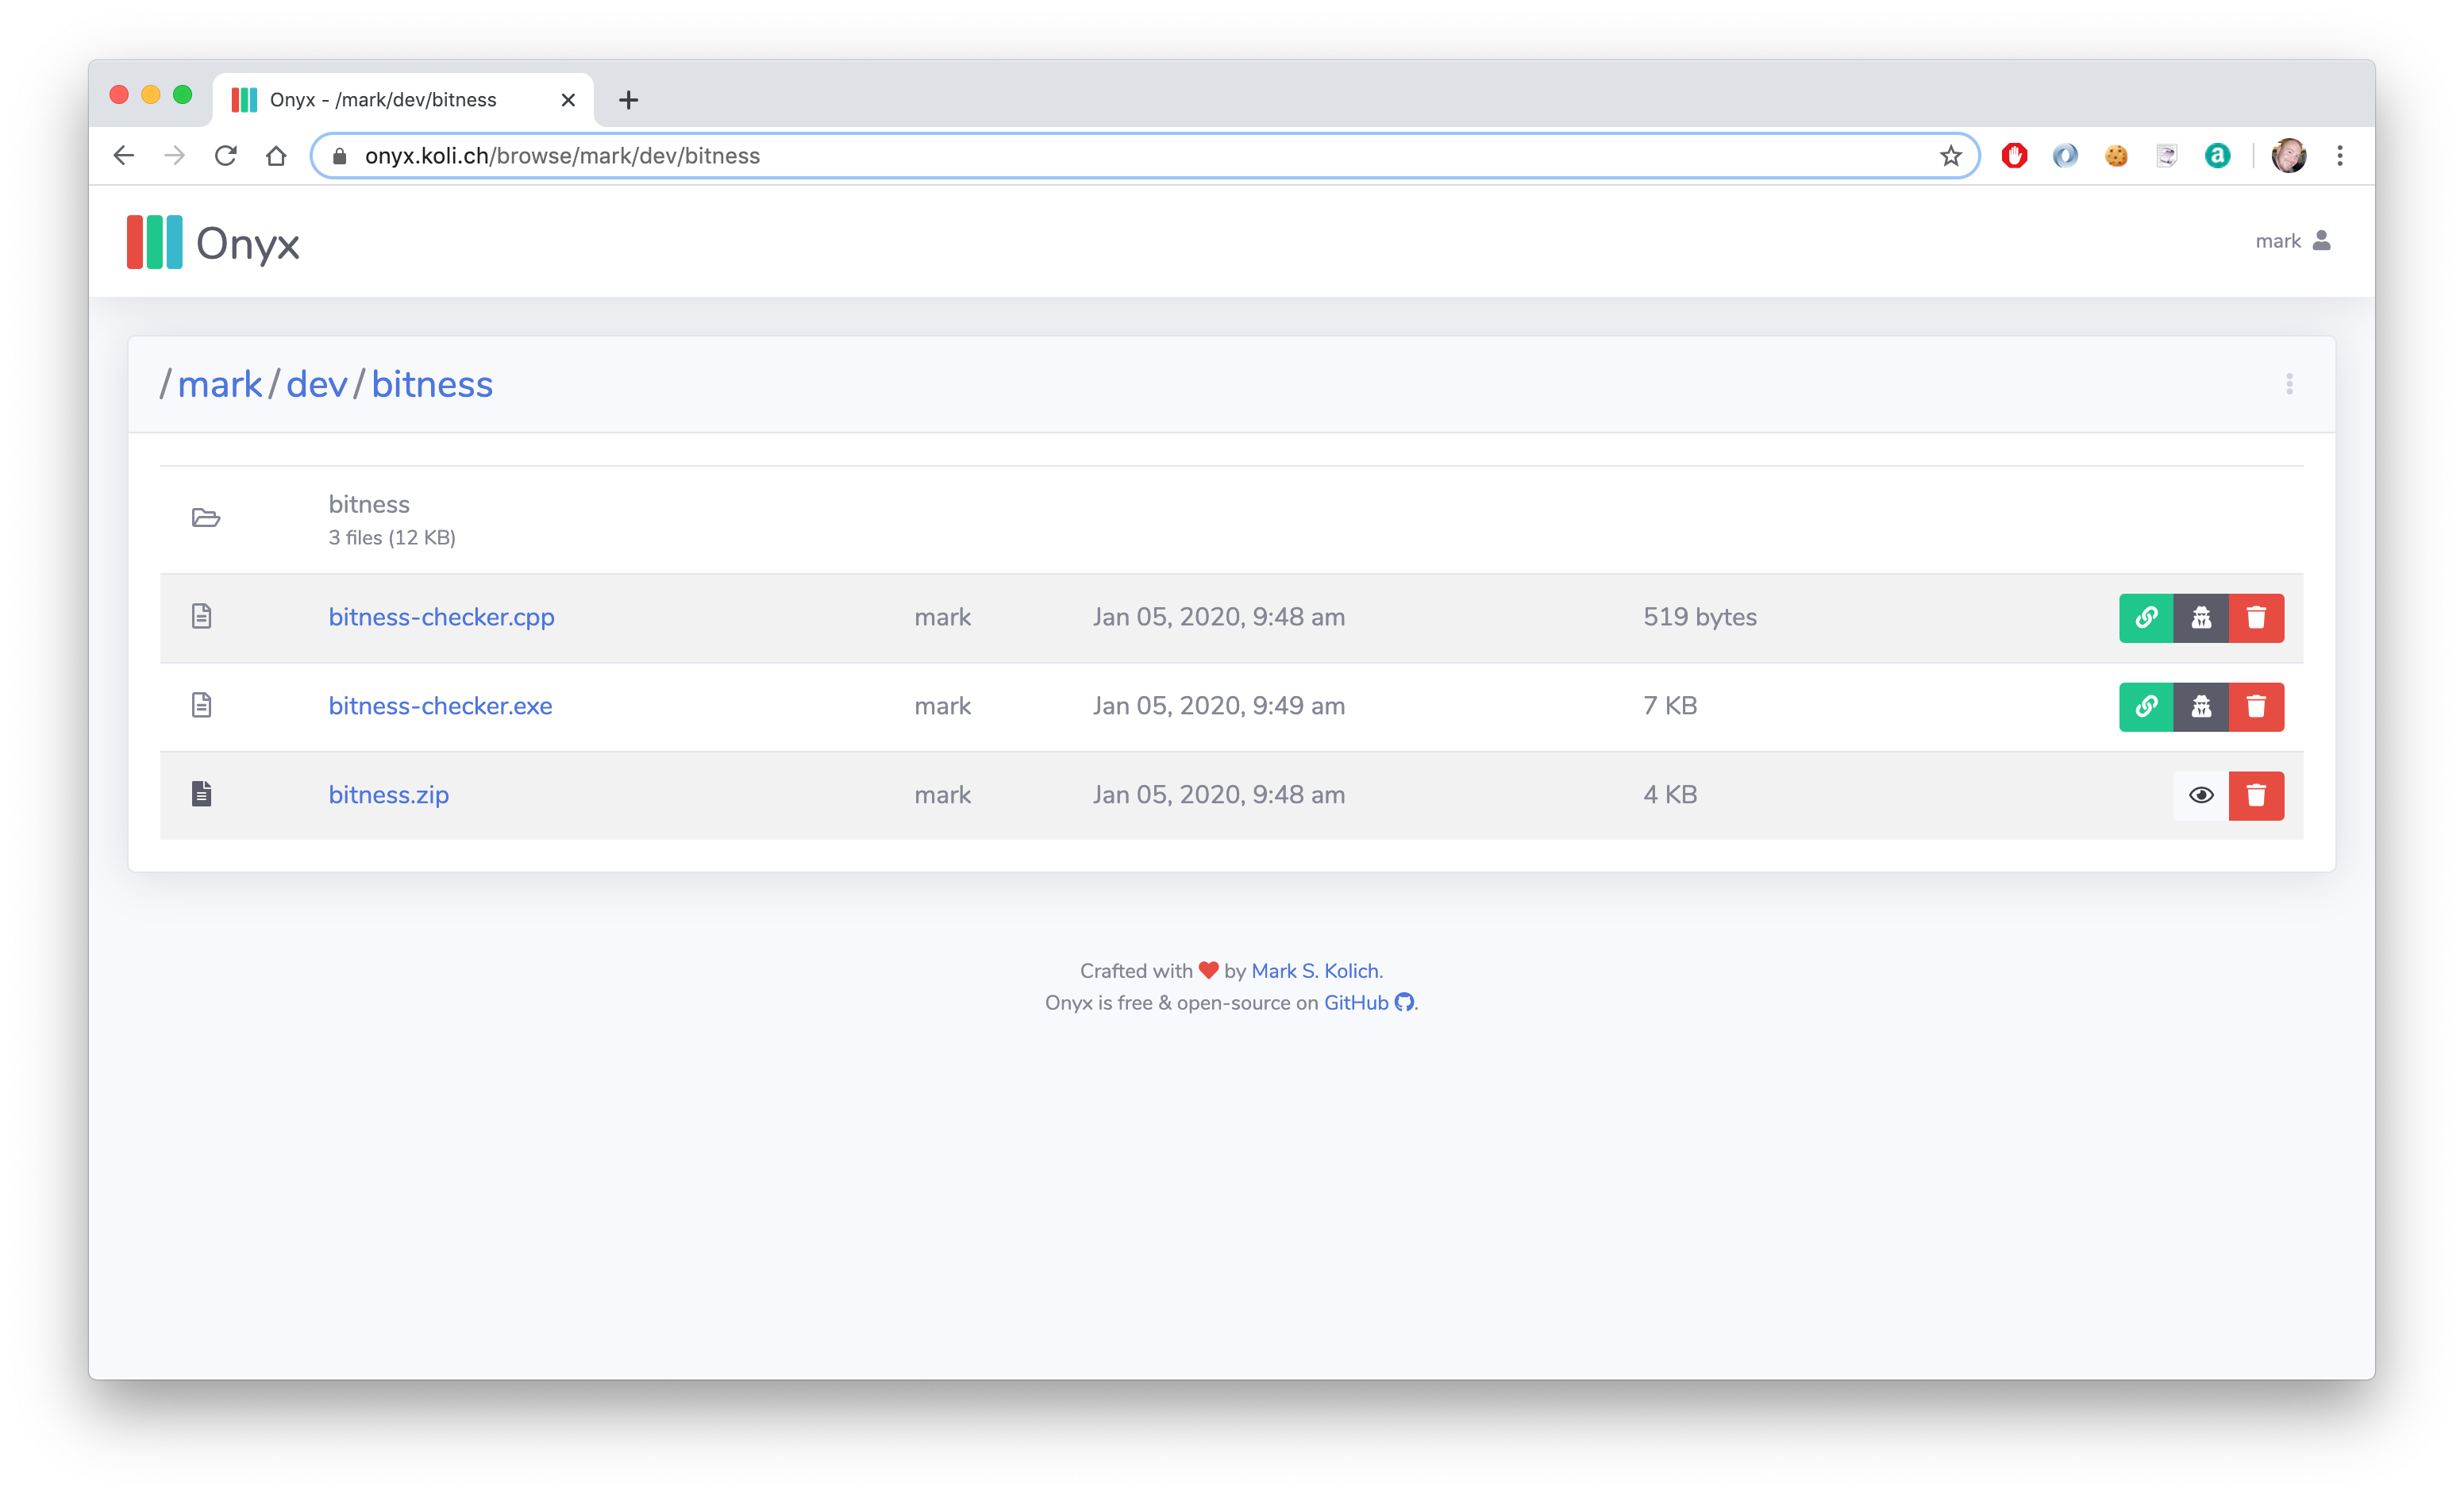 Onyx - /mark/dev/bitness
onyx.koli.ch/browse/mark/dev/bitness
Onyx
mark
/mark/dev/bitness
bitness
3 files (12 KB)
bitness-checker.cpp mark Jan 05, 2020, 9:48 am 519 bytes
bitness-checker.exe mark Jan 05, 2020, 9:49 am 7 KB
bitness.zip mark Jan 05, 2020, 9:48 am 4 KB
Crafted with ❤ by Mark S. Kolich.
Onyx is free & open-source on GitHub .